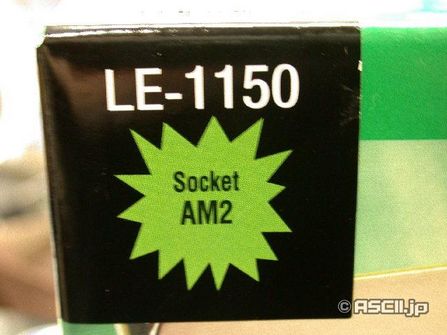 LE-1150
Socket
AM2
©ASCII.jp